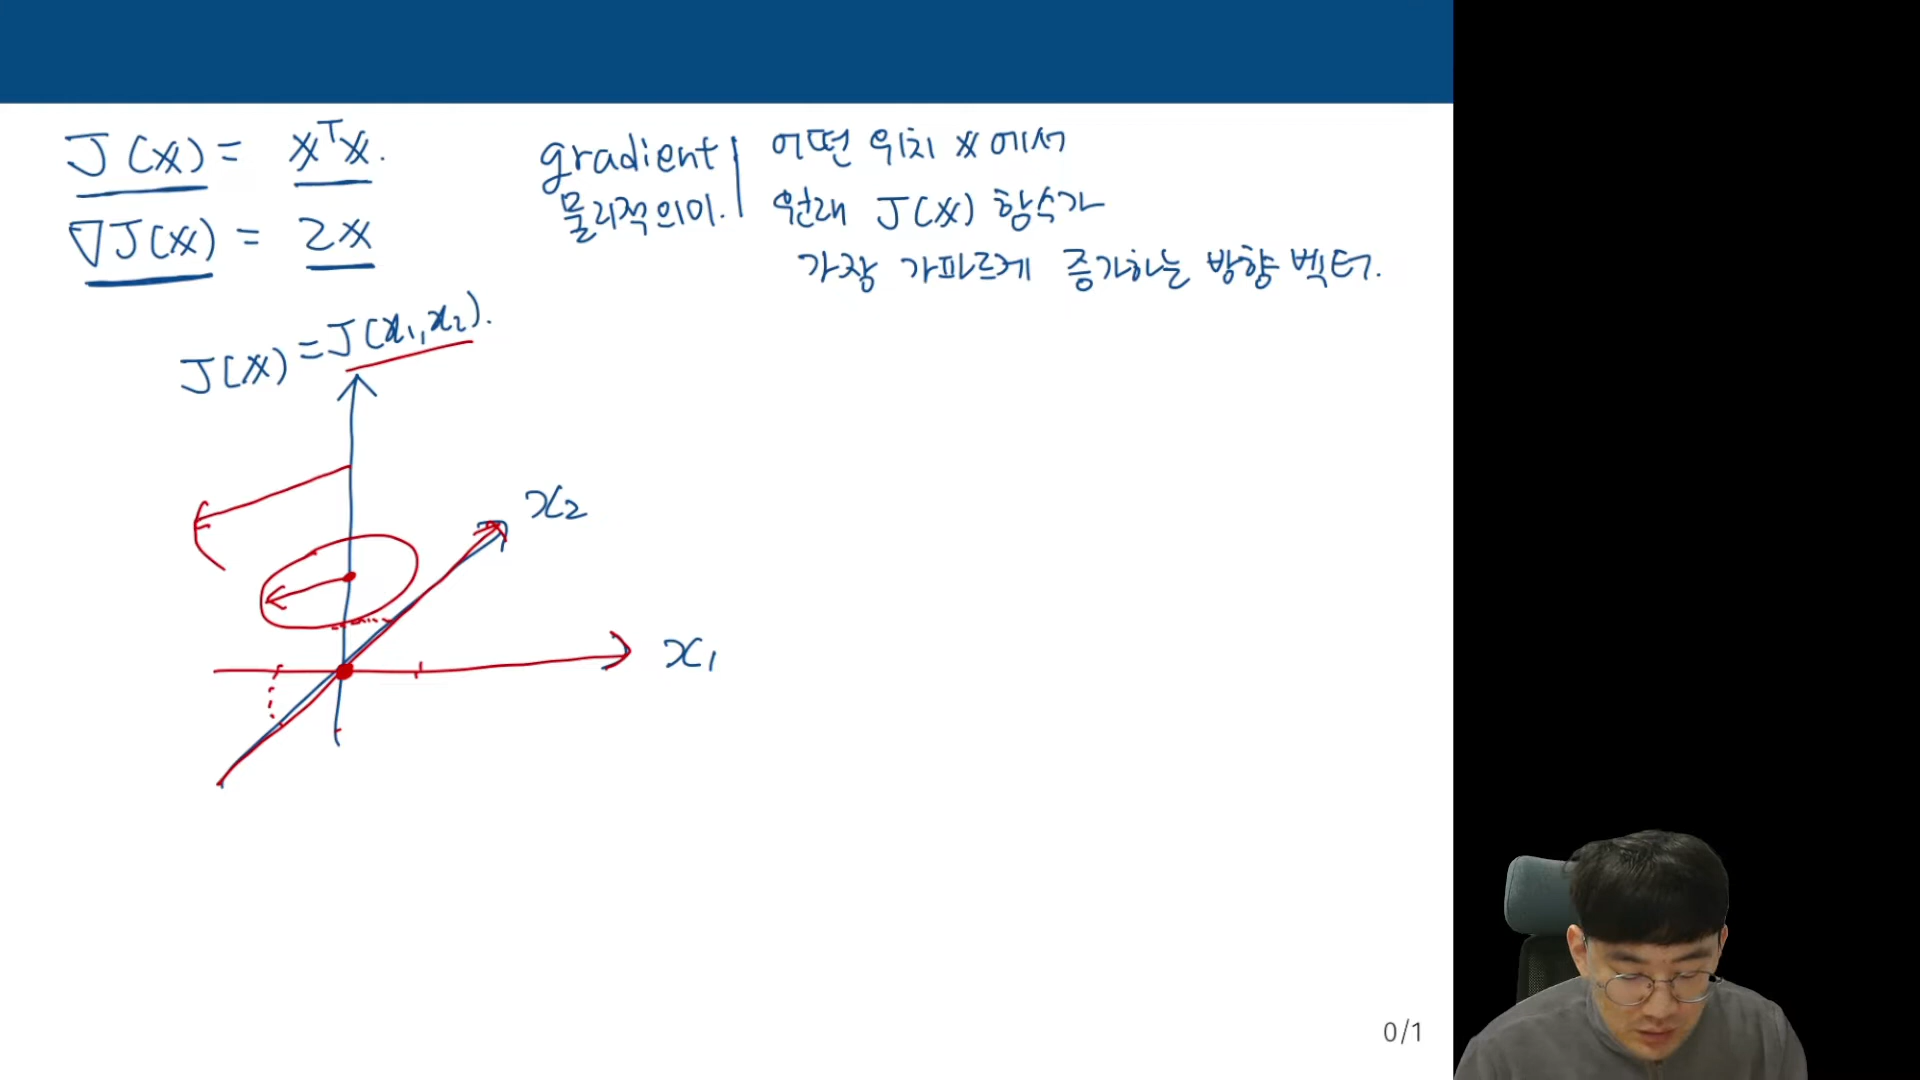 J(x) = xᵀx.
∇J(x) = 2x
gradient
물리적의미.
어떤 위치 x에서
원래 J(x) 함수가
가장 가파르게 증가하는 방향 벡터.
J(x) = J(x₁,x₂).
x₂
x₁
0/1